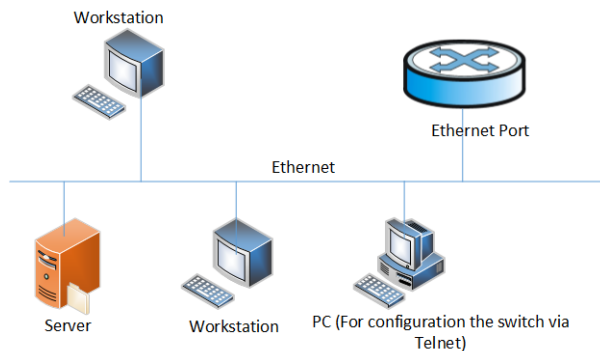 Workstation
Ethernet Port
Ethernet
Server
Workstation
PC (For configuration the switch via
Telnet)